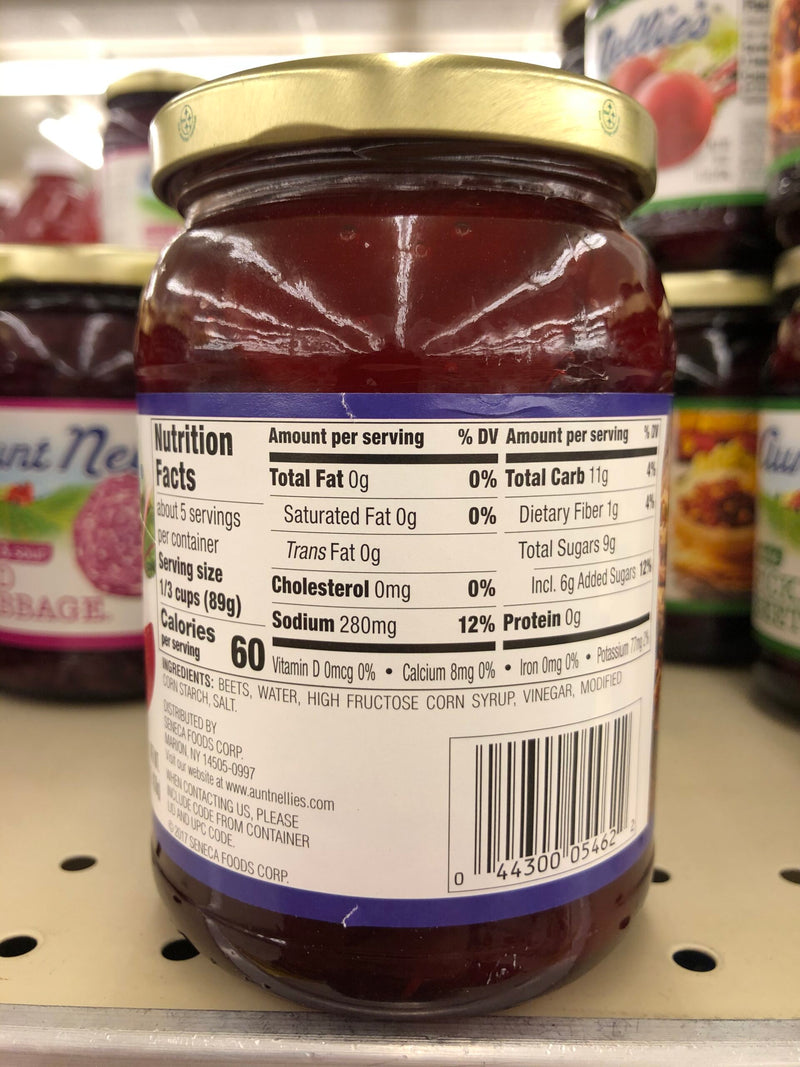 Nellie's
Nutrition
Facts
about 5 servings
per container
Serving size
1/3 cups (89g)
Calories
per serving
60
Amount per serving % DV
Total Fat 0g 0%
Saturated Fat 0g 0%
Trans Fat 0g
Cholesterol 0mg 0%
Sodium 280mg 12%
Amount per serving % DV
Total Carb 11g 4%
Dietary Fiber 1g 4%
Total Sugars 9g
Incl. 6g Added Sugars 12%
Protein 0g
Vitamin D 0mcg 0% • Calcium 8mg 0% • Iron 0mg 0% • Potassium 77mg 2%
INGREDIENTS: BEETS, WATER, HIGH FRUCTOSE CORN SYRUP, VINEGAR, MODIFIED
CORN STARCH, SALT.
DISTRIBUTED BY
SENECA FOODS CORP.
MARION, NY 14505-0997
Visit our website at www.auntnellies.com
WHEN CONTACTING US, PLEASE
INCLUDE CODE FROM CONTAINER
LID AND UPC CODE.
© 2017 SENECA FOODS CORP.
0 44300 05462 2
unt Nel
BBAGE.
Aun